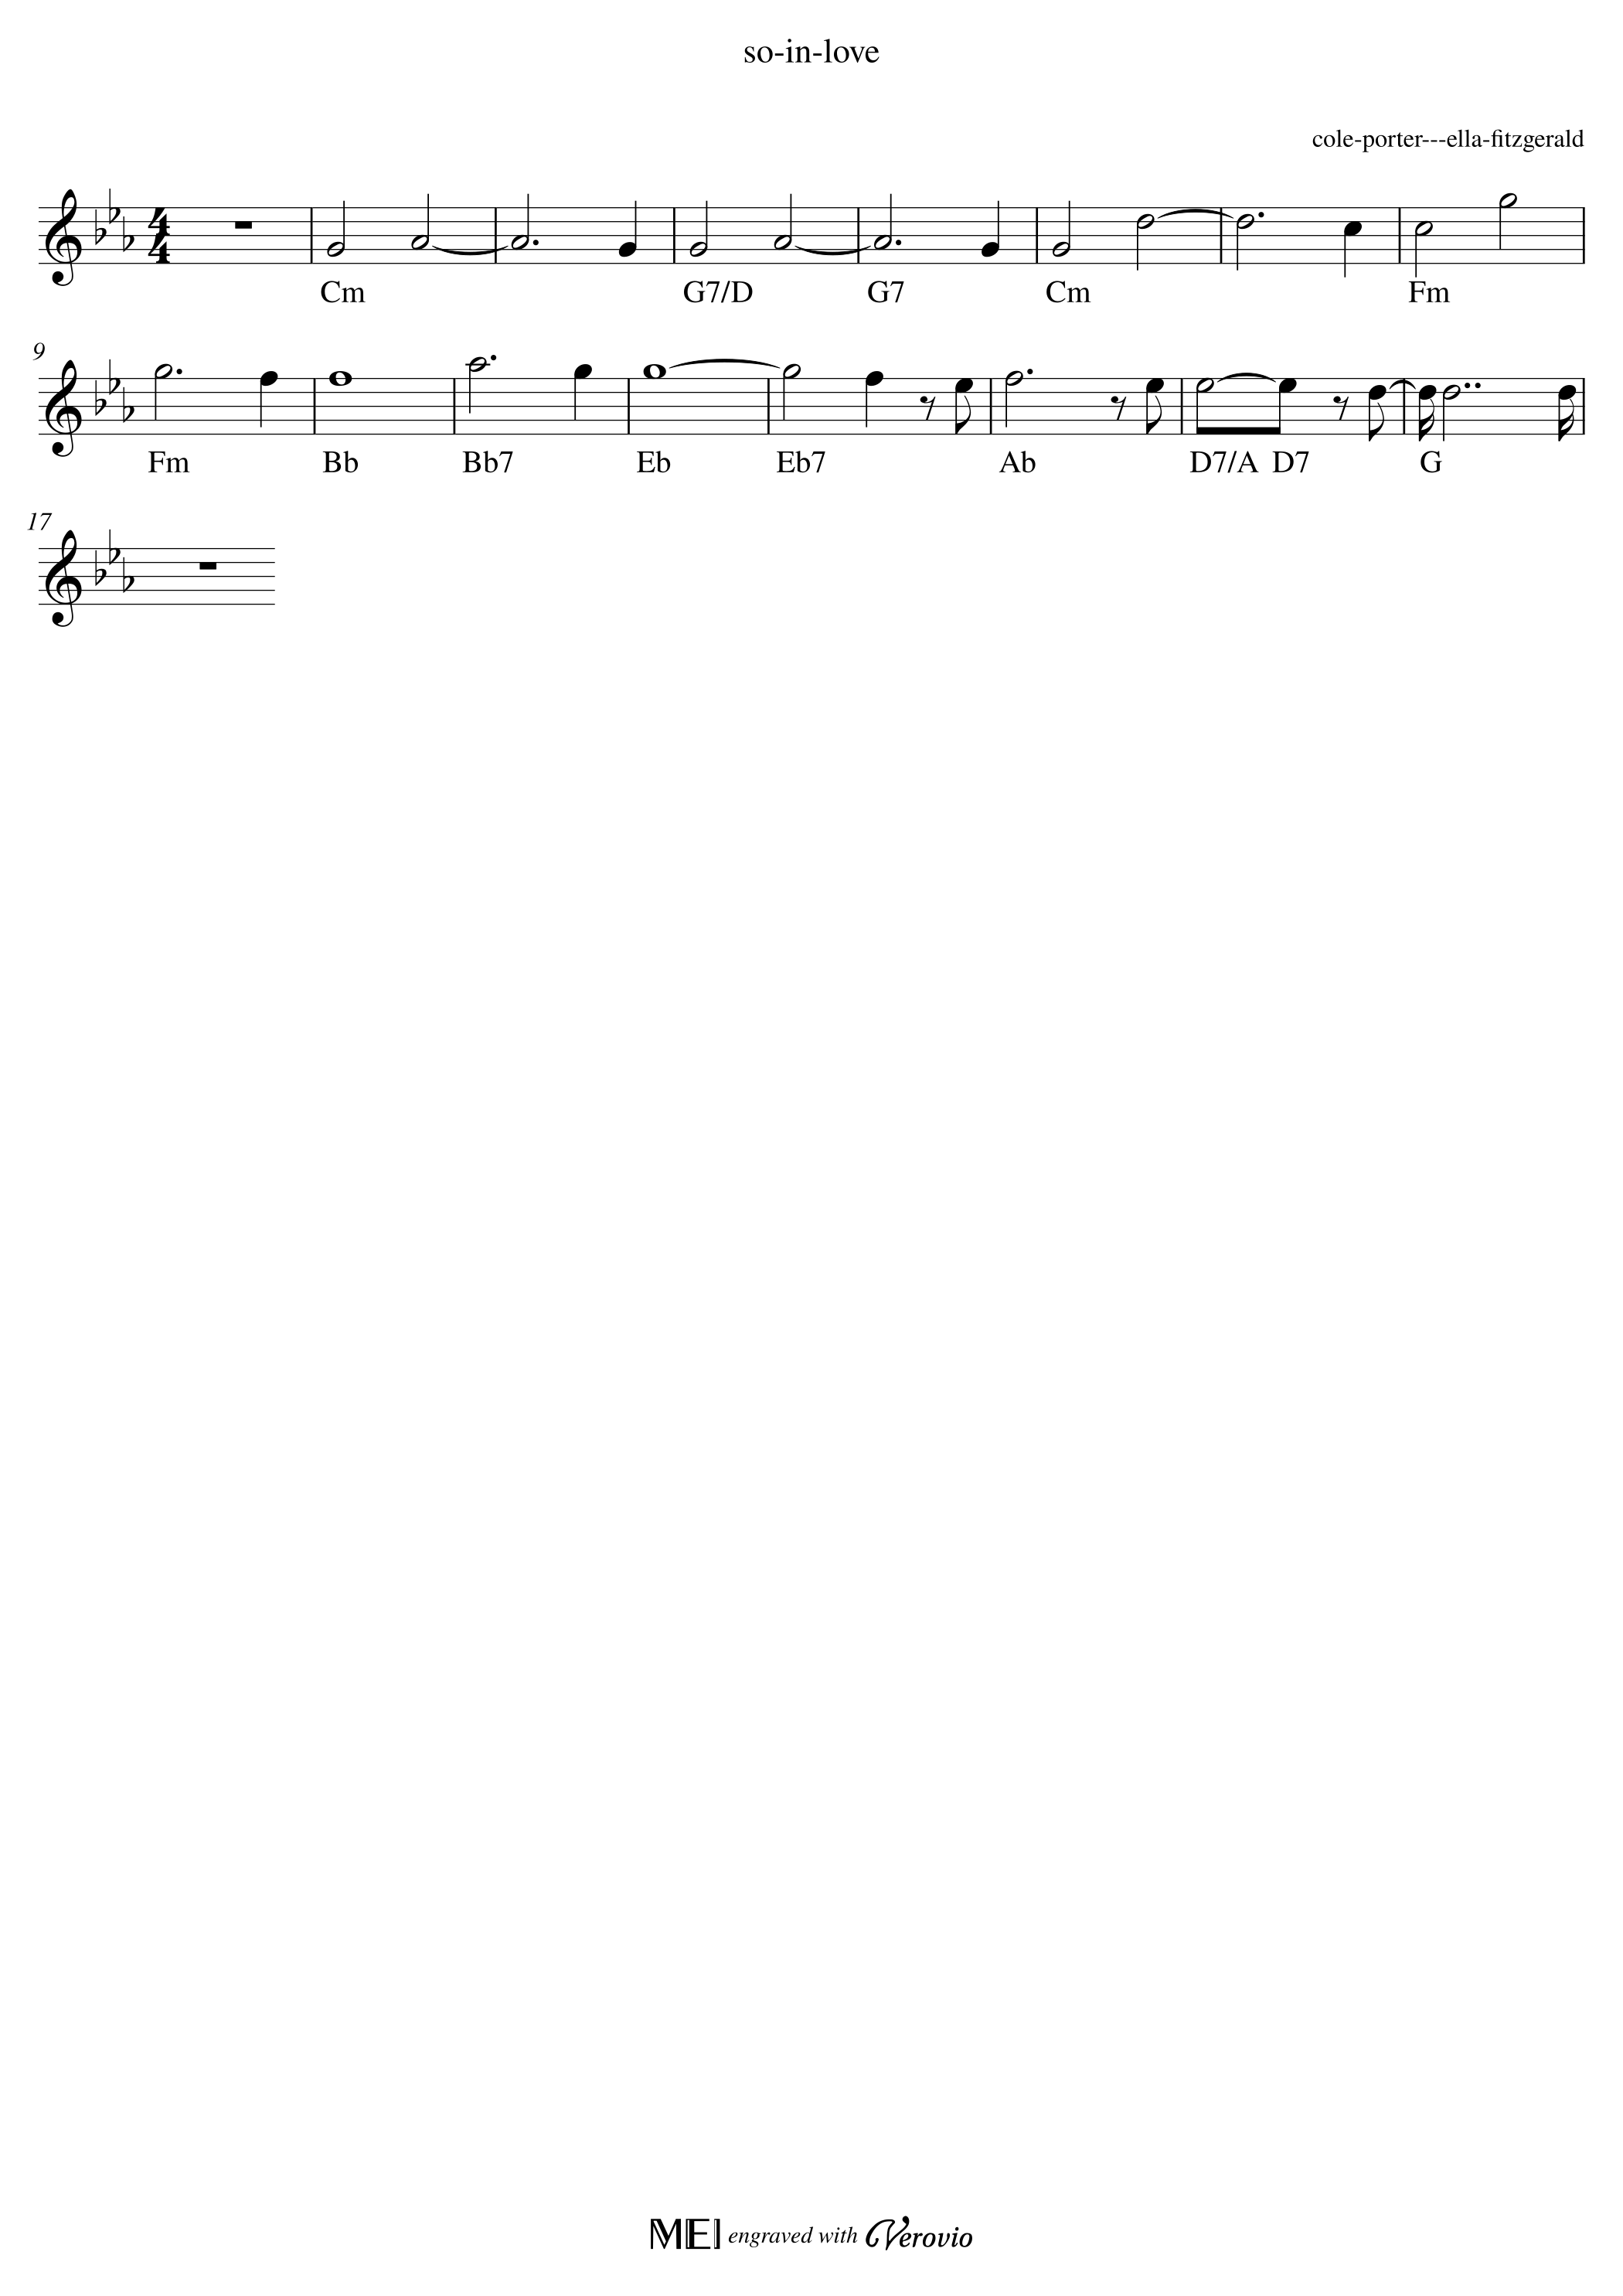 so-in-love
cole-porter---ella-fitzgerald
4
4
Cm G7/D G7 Cm Fm
9
Fm Bb Bb7 Eb Eb7 Ab D7/A D7 G
17
MEI engraved with Verovio